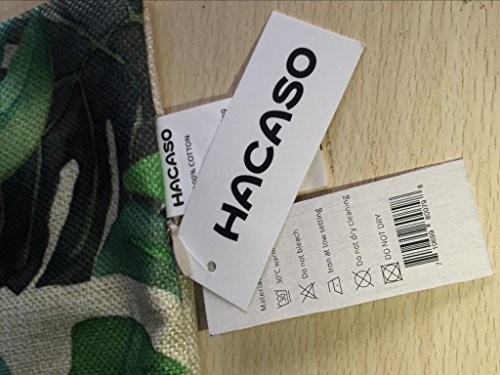 HACASO
HACASO
100% COTTON
Material
30°C warm
Do not bleach
Iron at low setting
Do not dry cleaning
DO NOT DRY